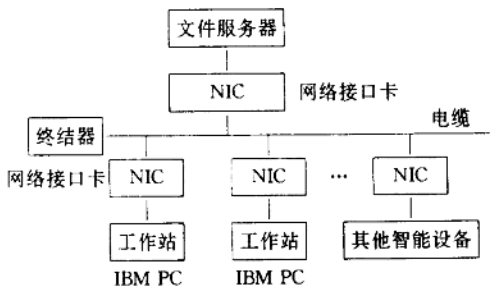 文件服务器
NIC 网络接口卡
电缆
终结器
网络接口卡 NIC NIC … NIC
工作站 工作站 其他智能设备
IBM PC IBM PC